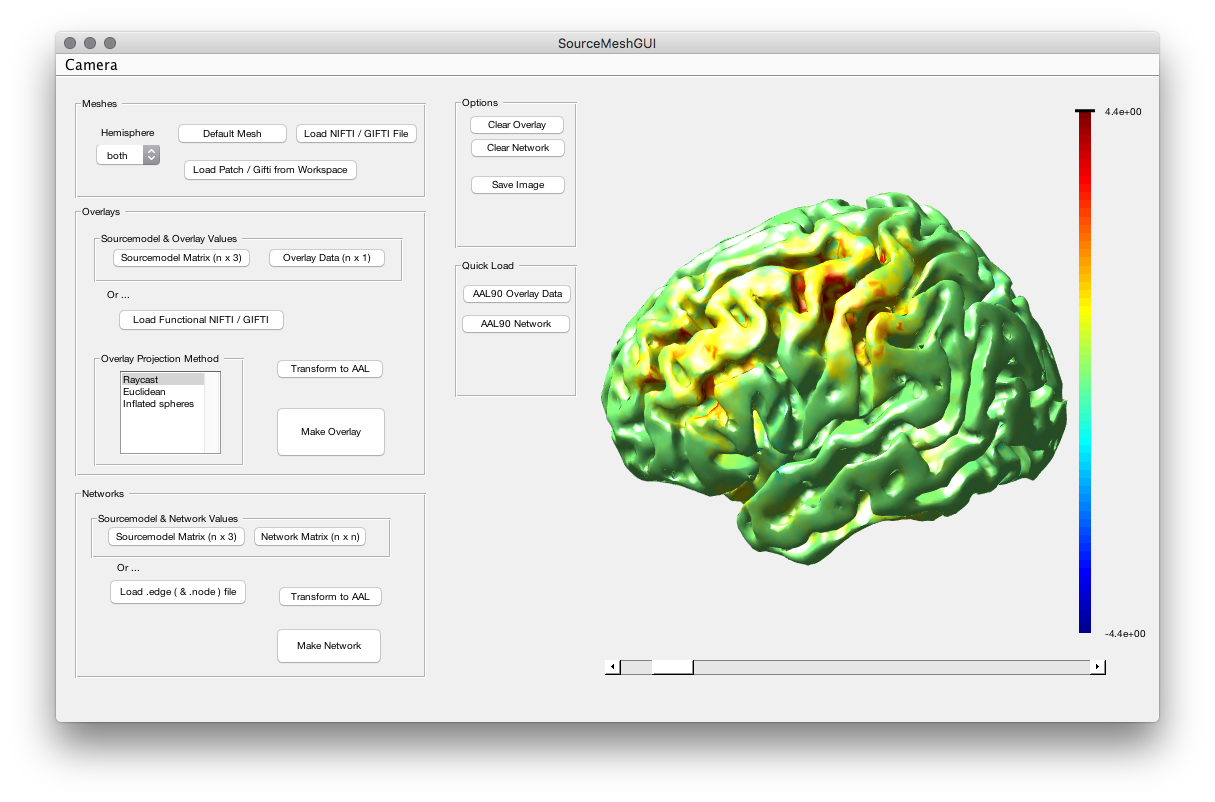 SourceMeshGUI
Camera
Meshes
Hemisphere
both
Default Mesh
Load NIFTI / GIFTI File
Load Patch / Gifti from Workspace
Overlays
Sourcemodel & Overlay Values
Sourcemodel Matrix (n x 3)
Overlay Data (n x 1)
Or ...
Load Functional NIFTI / GIFTI
Overlay Projection Method
Raycast
Euclidean
Inflated spheres
Transform to AAL
Make Overlay
Networks
Sourcemodel & Network Values
Sourcemodel Matrix (n x 3)
Network Matrix (n x n)
Or ...
Load .edge ( & .node ) file
Transform to AAL
Make Network
Options
Clear Overlay
Clear Network
Save Image
Quick Load
AAL90 Overlay Data
AAL90 Network
4.4e+00
-4.4e+00